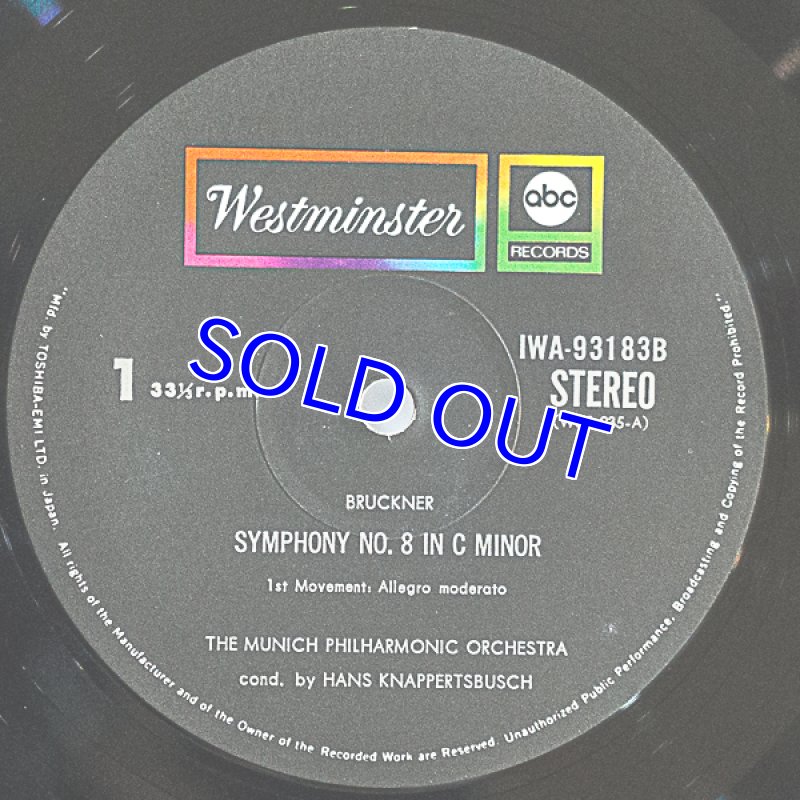 Westminster
abc
RECORDS
IWA-93183B
STEREO
-A)
1 33⅓ r.p.m
SOLD OUT
BRUCKNER
SYMPHONY NO. 8 IN C MINOR
1st Movement: Allegro moderato
THE MUNICH PHILHARMONIC ORCHESTRA
cond. by HANS KNAPPERTSBUSCH
"Mfd. by TOSHIBA-EMI LTD. in Japan. All rights of the Manufacturer and of the Owner of the Recorded Work are Reserved. Unauthorized Public Performance, Broadcasting and Copying of the Record Prohibited."